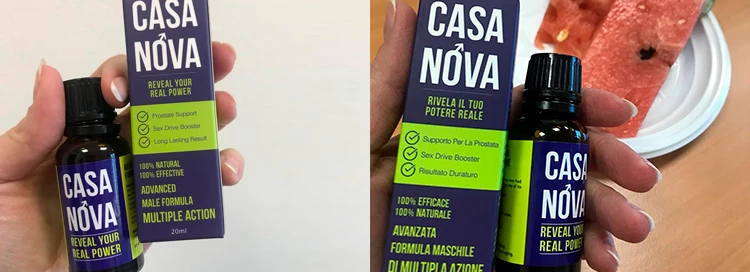 CASA
NOVA
REVEAL YOUR
REAL POWER
Prostate Support
Sex Drive Booster
Long Lasting Result
100% NATURAL
100% EFFECTIVE
ADVANCED
MALE FORMULA
MULTIPLE ACTION
20ml
CASA
NOVA
REVEAL YOUR
REAL POWER
CASA
NOVA
RIVELA IL TUO
POTERE REALE
Supporto Per La Prostata
Sex Drive Booster
Risultato Duraturo
100% EFFICACE
100% NATURALE
AVANZATA
FORMULA MASCHILE
DI MULTIPLA AZIONE
CASA
NOVA
REVEAL YOUR
REAL POWER